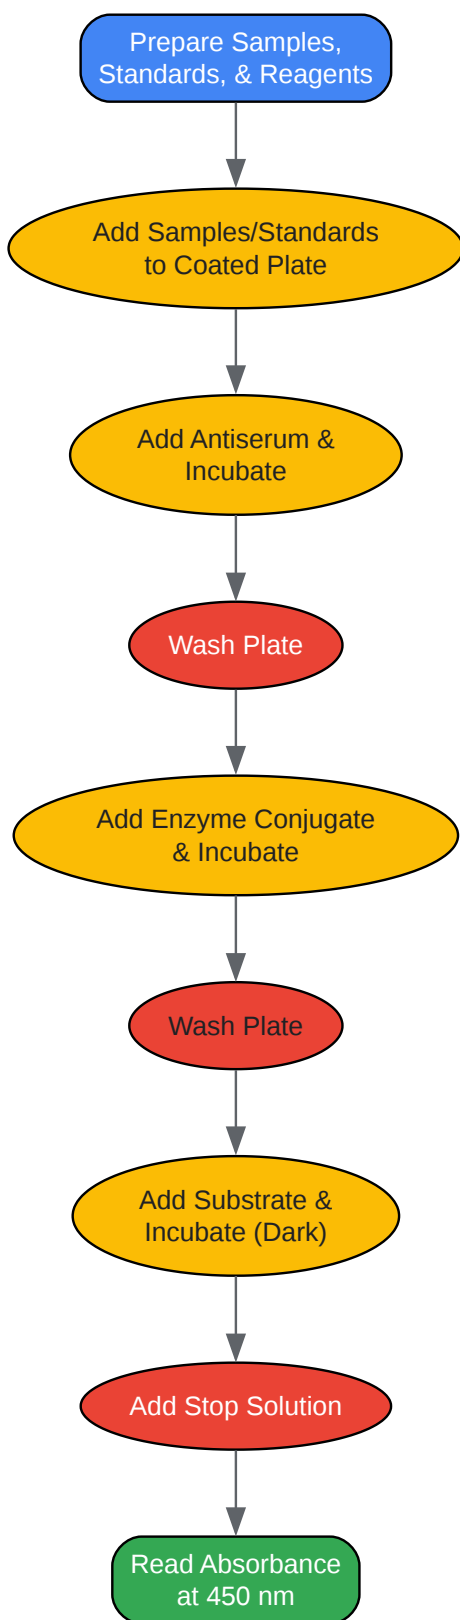 Prepare Samples,
Standards, & Reagents
Add Samples/Standards
to Coated Plate
Add Antiserum &
Incubate
Wash Plate
Add Enzyme Conjugate
& Incubate
Wash Plate
Add Substrate &
Incubate (Dark)
Add Stop Solution
Read Absorbance
at 450 nm